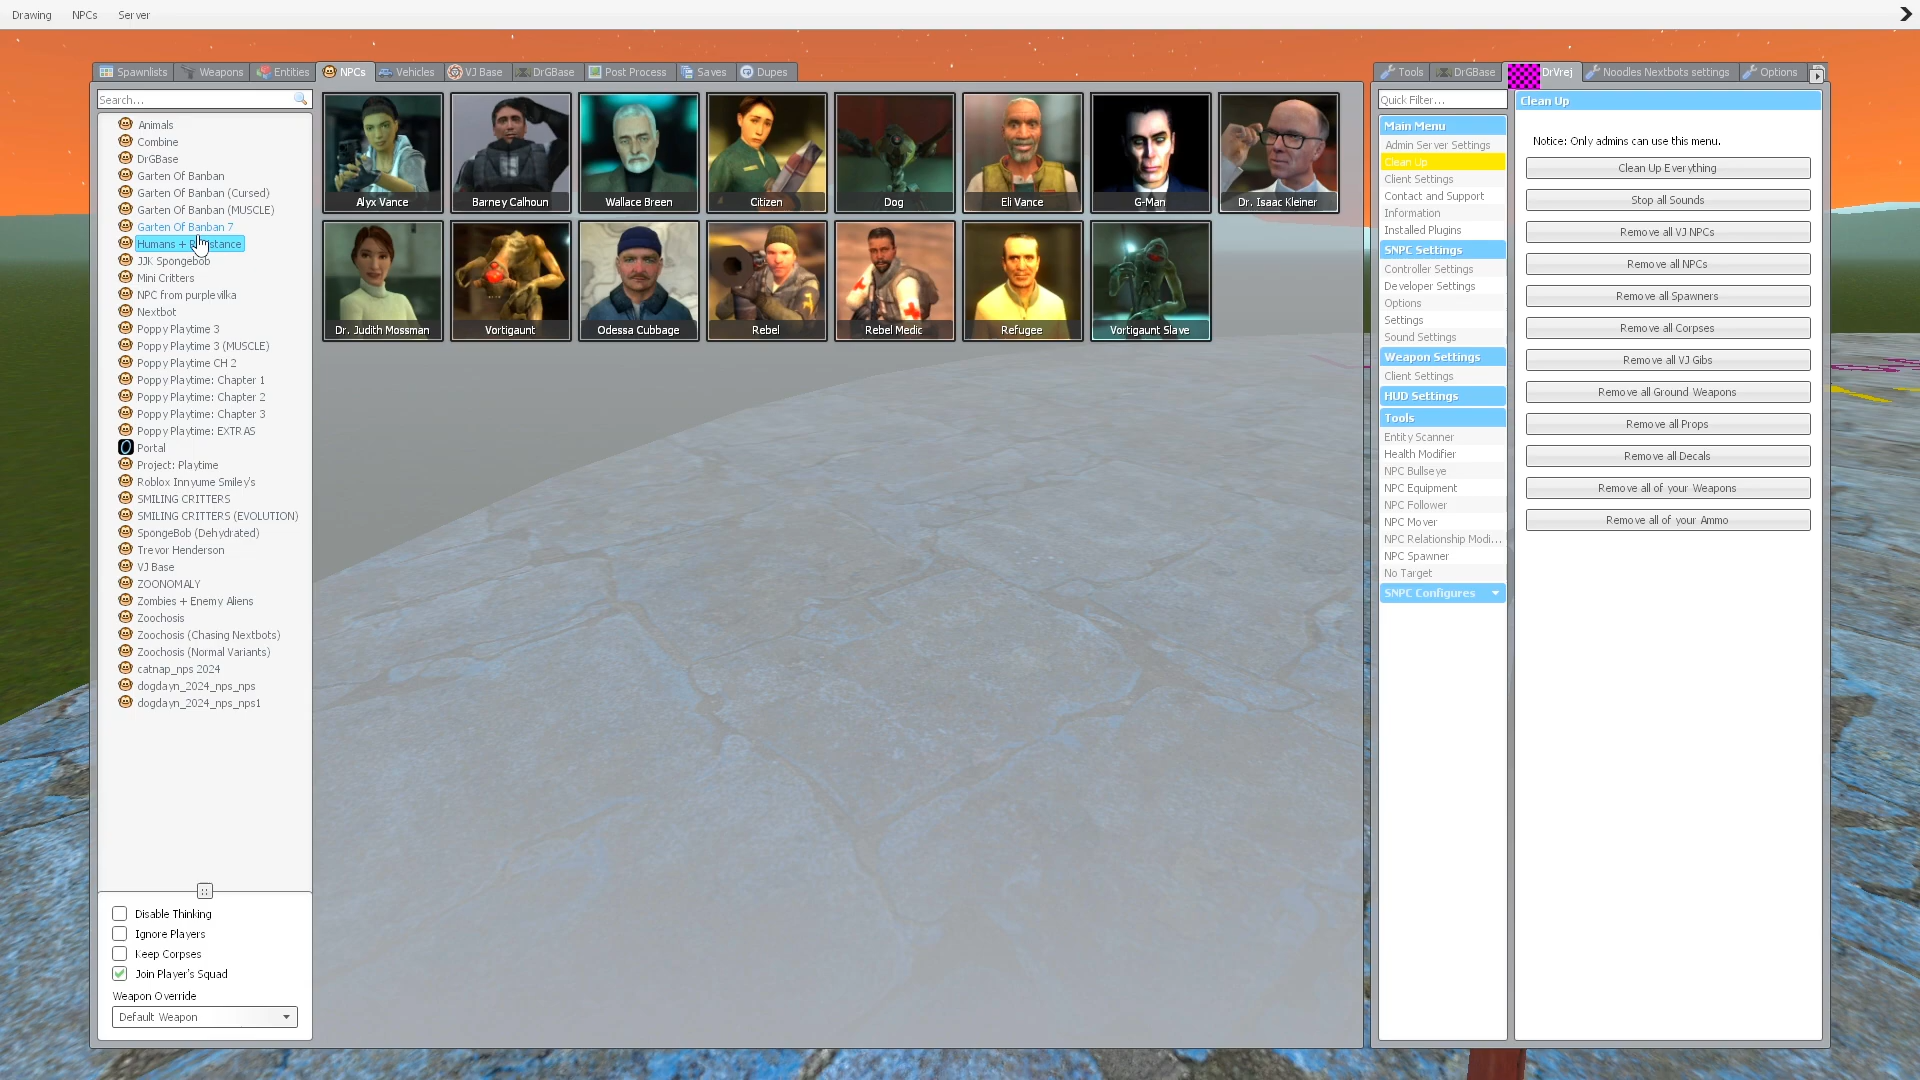 Drawing NPCs Server
Spawnlists Weapons Entities NPCs Vehicles VJ Base DrGBase Post Process Saves Dupes
Search...
Animals
Combine
DrGBase
Garten Of Banban
Garten Of Banban (Cursed)
Garten Of Banban (MUSCLE)
Garten Of Banban 7
Humans + Resistance
JJK Spongebob
Mini Critters
NPC from purplevilka
Nextbot
Poppy Playtime 3
Poppy Playtime 3 (MUSCLE)
Poppy Playtime CH 2
Poppy Playtime: Chapter 1
Poppy Playtime: Chapter 2
Poppy Playtime: Chapter 3
Poppy Playtime: EXTRAS
Portal
Project: Playtime
Roblox Innyume Smiley's
SMILING CRITTERS
SMILING CRITTERS (EVOLUTION)
SpongeBob (Dehydrated)
Trevor Henderson
VJ Base
ZOONOMALY
Zombies + Enemy Aliens
Zoochosis
Zoochosis (Chasing Nextbots)
Zoochosis (Normal Variants)
catnap_nps 2024
dogdayn_2024_nps_nps
dogdayn_2024_nps_nps1
Disable Thinking
Ignore Players
Keep Corpses
Join Player's Squad
Weapon Override
Default Weapon
Alyx Vance Barney Calhoun Wallace Breen Citizen Dog Eli Vance G-Man Dr. Isaac Kleiner
Dr. Judith Mossman Vortigaunt Odessa Cubbage Rebel Rebel Medic Refugee Vortigaunt Slave
Tools DrGBase DrVrej Noodles Nextbots settings Options
Quick Filter...
Main Menu
Admin Server Settings
Clean Up
Client Settings
Contact and Support
Information
Installed Plugins
SNPC Settings
Controller Settings
Developer Settings
Options
Settings
Sound Settings
Weapon Settings
Client Settings
HUD Settings
Tools
Entity Scanner
Health Modifier
NPC Bullseye
NPC Equipment
NPC Follower
NPC Mover
NPC Relationship Modi...
NPC Spawner
No Target
SNPC Configures
Clean Up
Notice: Only admins can use this menu.
Clean Up Everything
Stop all Sounds
Remove all VJ NPCs
Remove all NPCs
Remove all Spawners
Remove all Corpses
Remove all VJ Gibs
Remove all Ground Weapons
Remove all Props
Remove all Decals
Remove all of your Weapons
Remove all of your Ammo